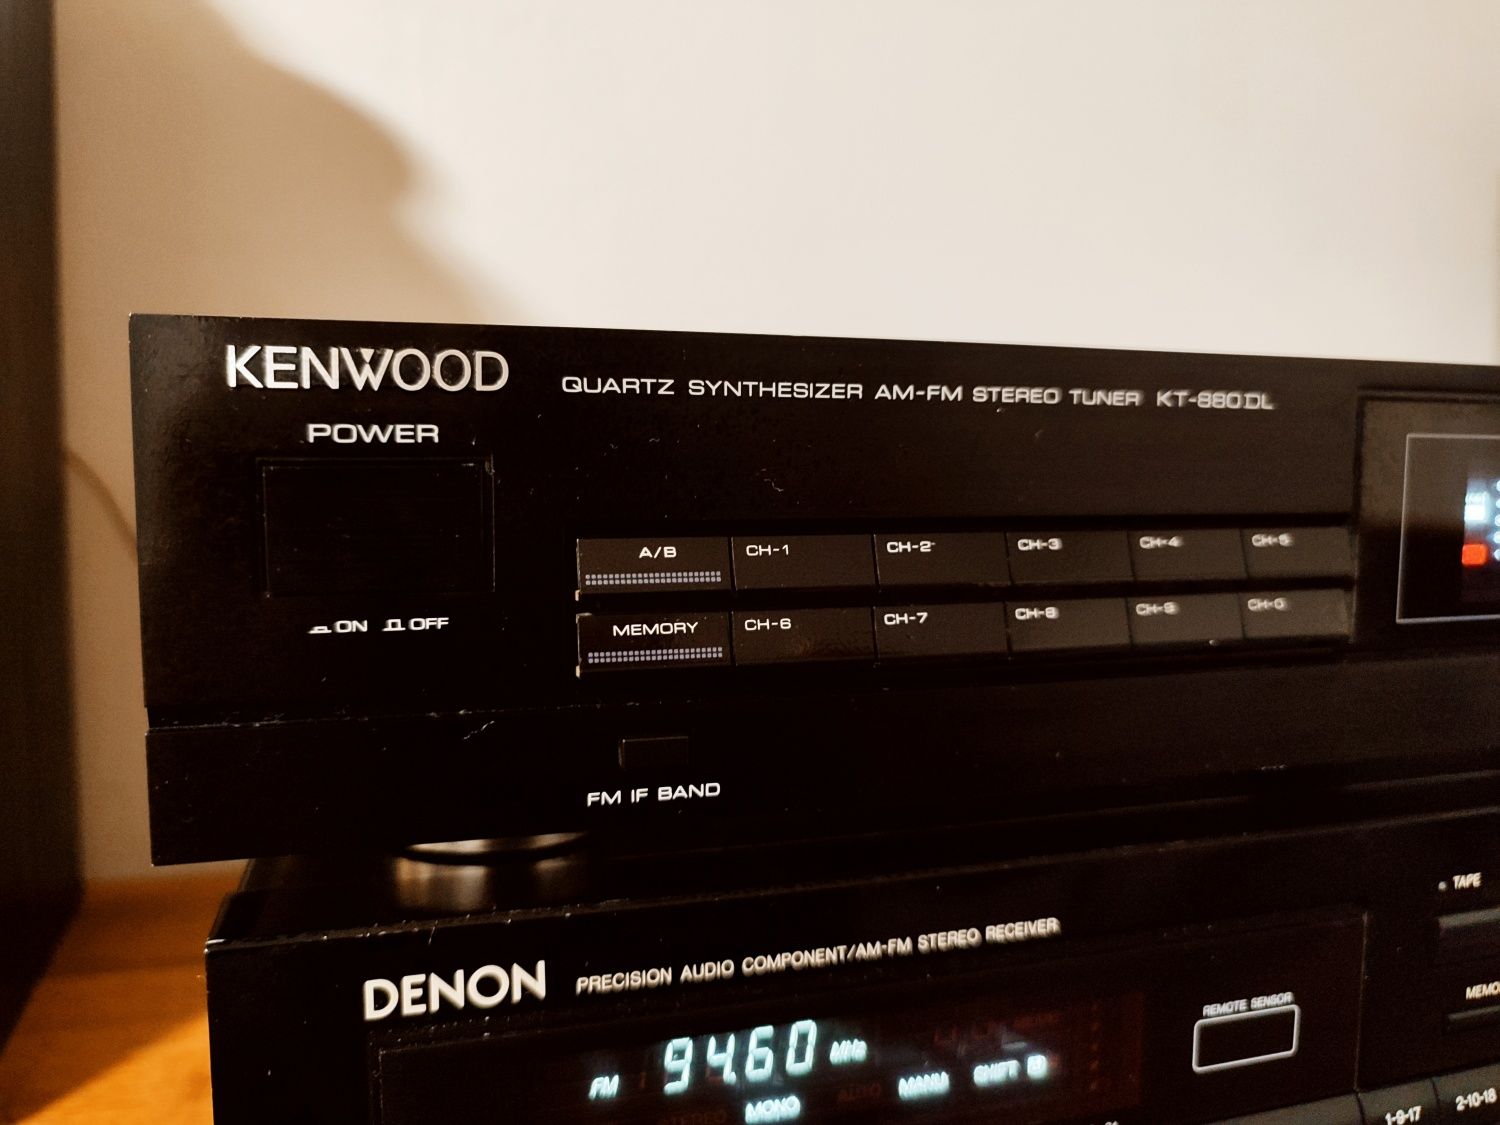 KENWOOD QUARTZ SYNTHESIZER AM-FM STEREO TUNER KT-880DL
POWER
A/B CH-1 CH-2 CH-3 CH-4 CH-5
ON OFF MEMORY CH-6 CH-7 CH-8 CH-9 CH-0
FM IF BAND
TAPE
DENON PRECISION AUDIO COMPONENT/AM-FM STEREO RECEIVER
REMOTE SENSOR
FM 94.60 MHz
MONO AUTO MANU SHIFT
1-9-17 2-10-18